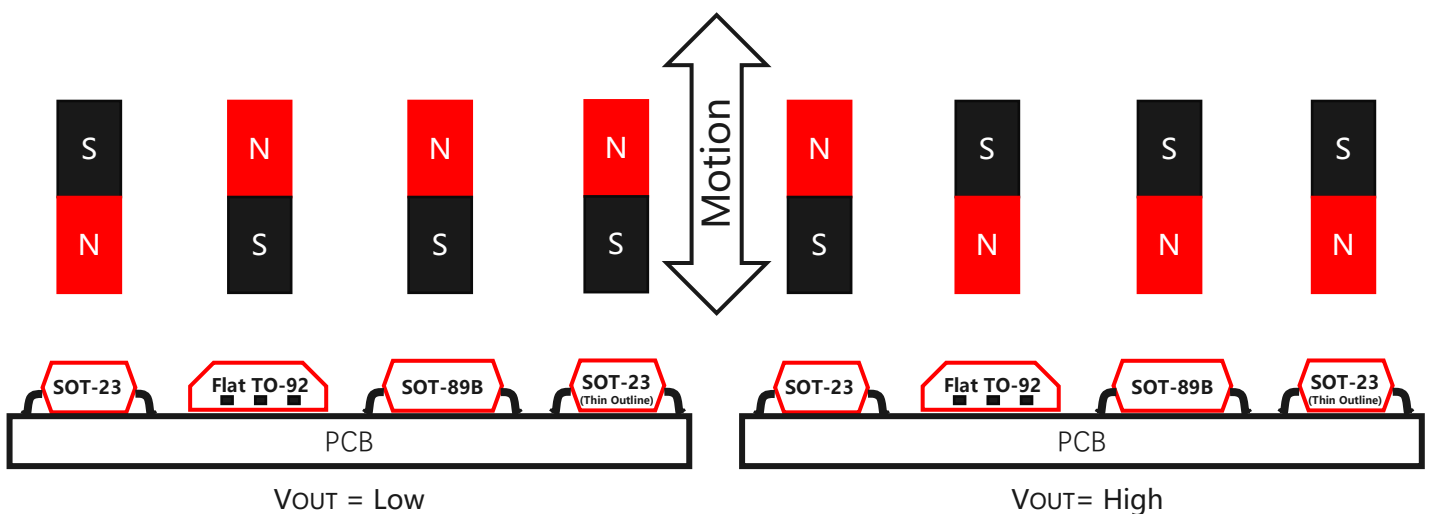 S N N N Motion N S S S
N S S S S N N N
SOT-23 Flat TO-92 SOT-89B SOT-23 SOT-23 Flat TO-92 SOT-89B SOT-23
(Thin Outline) (Thin Outline)
PCB PCB
VOUT = Low VOUT= High